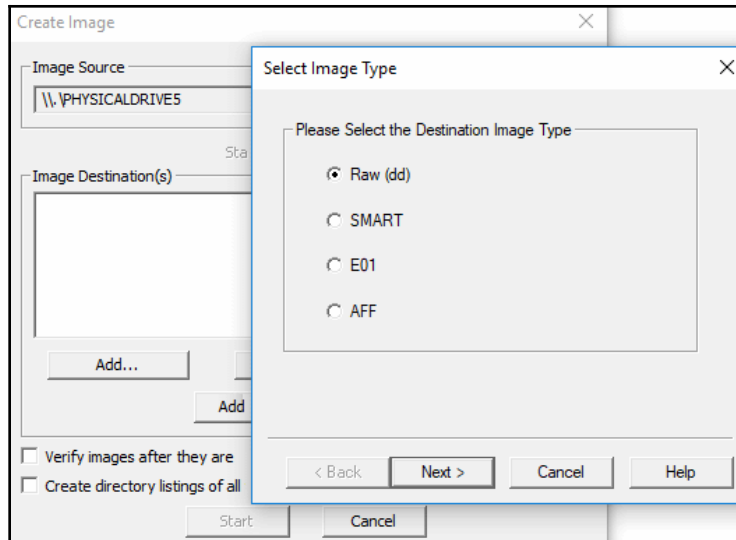 Create Image
Image Source
\\.\PHYSICALDRIVE5
Sta
Image Destination(s)
Add...
Add
Verify images after they are
Create directory listings of all
Start
Cancel
Select Image Type
Please Select the Destination Image Type
Raw (dd)
SMART
E01
AFF
< Back
Next >
Cancel
Help